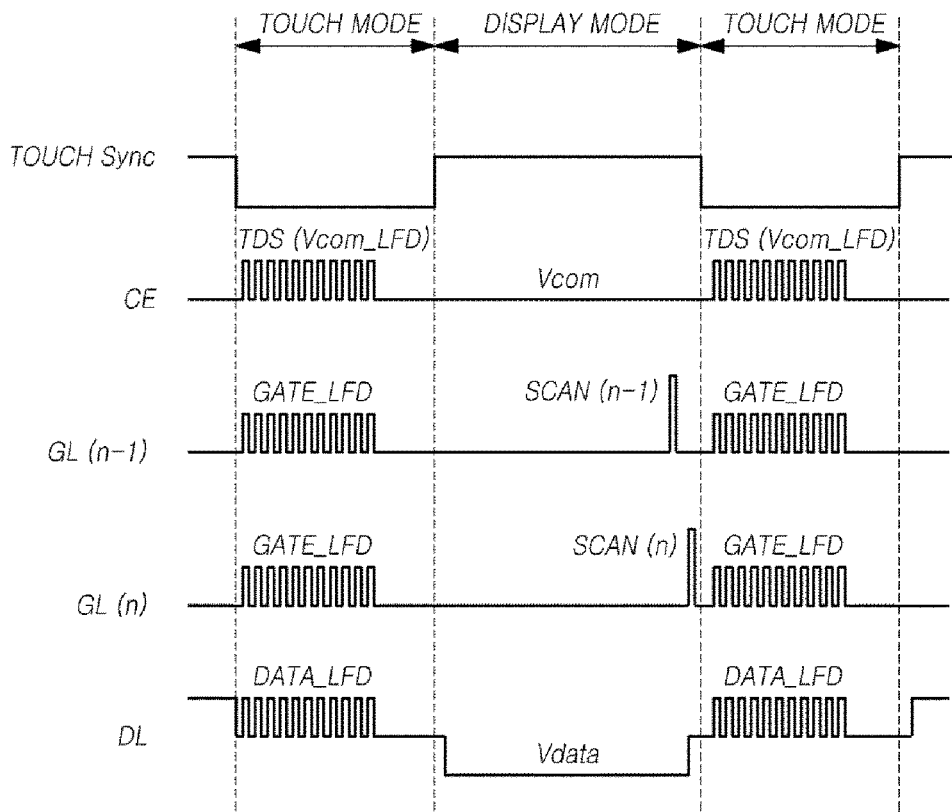 TOUCH MODE DISPLAY MODE TOUCH MODE
TOUCH Sync
TDS (Vcom_LFD) TDS (Vcom_LFD)
Vcom
CE
GATE_LFD SCAN (n-1) GATE_LFD
GL (n-1)
GATE_LFD SCAN (n) GATE_LFD
GL (n)
DATA_LFD DATA_LFD
DL
Vdata